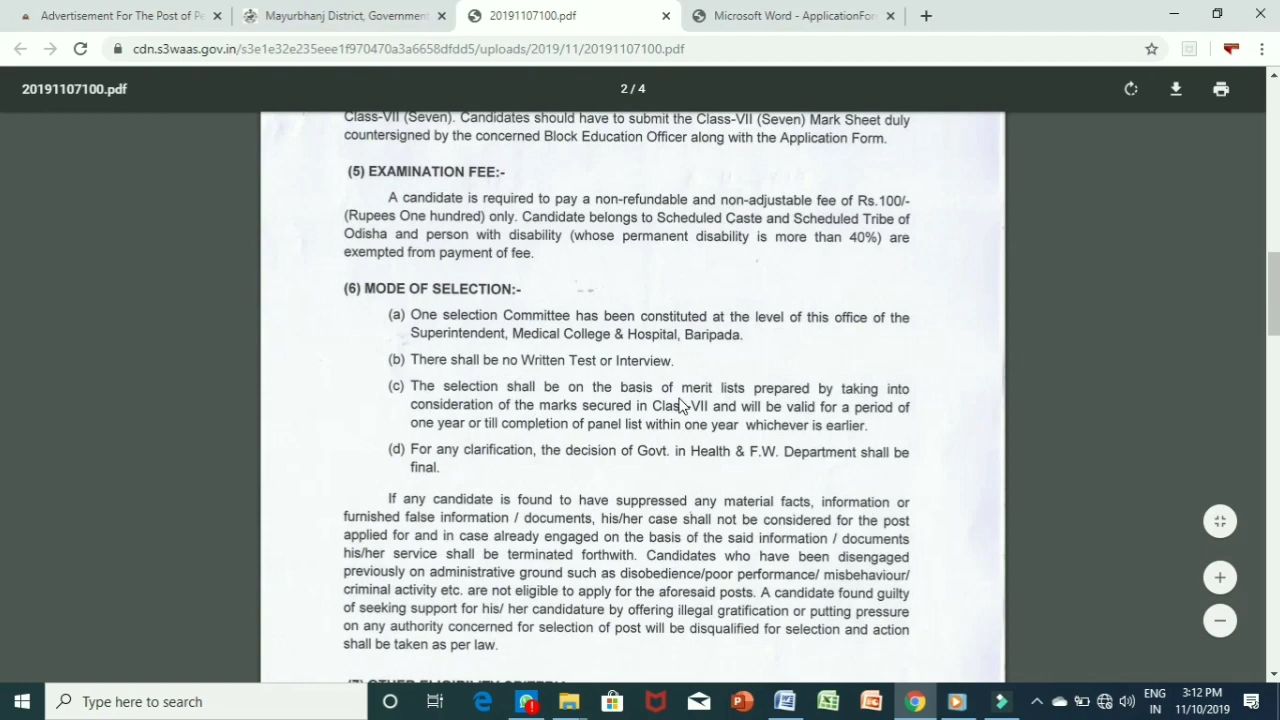 Advertisement For The Post of Pe
Mayurbhanj District, Government
20191107100.pdf
Microsoft Word - ApplicationFor
cdn.s3waas.gov.in/s3e1e32e235eee1f970470a3a6658dfdd5/uploads/2019/11/20191107100.pdf
20191107100.pdf
2 / 4
Class-VII (Seven). Candidates should have to submit the Class-VII (Seven) Mark Sheet duly
countersigned by the concerned Block Education Officer along with the Application Form.
(5) EXAMINATION FEE:-
A candidate is required to pay a non-refundable and non-adjustable fee of Rs.100/-
(Rupees One hundred) only. Candidate belongs to Scheduled Caste and Scheduled Tribe of
Odisha and person with disability (whose permanent disability is more than 40%) are
exempted from payment of fee.
(6) MODE OF SELECTION:-
(a) One selection Committee has been constituted at the level of this office of the
Superintendent, Medical College & Hospital, Baripada.
(b) There shall be no Written Test or Interview.
(c) The selection shall be on the basis of merit lists prepared by taking into
consideration of the marks secured in Class-VII and will be valid for a period of
one year or till completion of panel list within one year whichever is earlier.
(d) For any clarification, the decision of Govt. in Health & F.W. Department shall be
final.
If any candidate is found to have suppressed any material facts, information or
furnished false information / documents, his/her case shall not be considered for the post
applied for and in case already engaged on the basis of the said information / documents
his/her service shall be terminated forthwith. Candidates who have been disengaged
previously on administrative ground such as disobedience/poor performance/ misbehaviour/
criminal activity etc. are not eligible to apply for the aforesaid posts. A candidate found guilty
of seeking support for his/ her candidature by offering illegal gratification or putting pressure
on any authority concerned for selection of post will be disqualified for selection and action
shall be taken as per law.
(7) OTHER ELIGIBILITY CRITERIA
Type here to search
ENG
IN
3:12 PM
11/10/2019